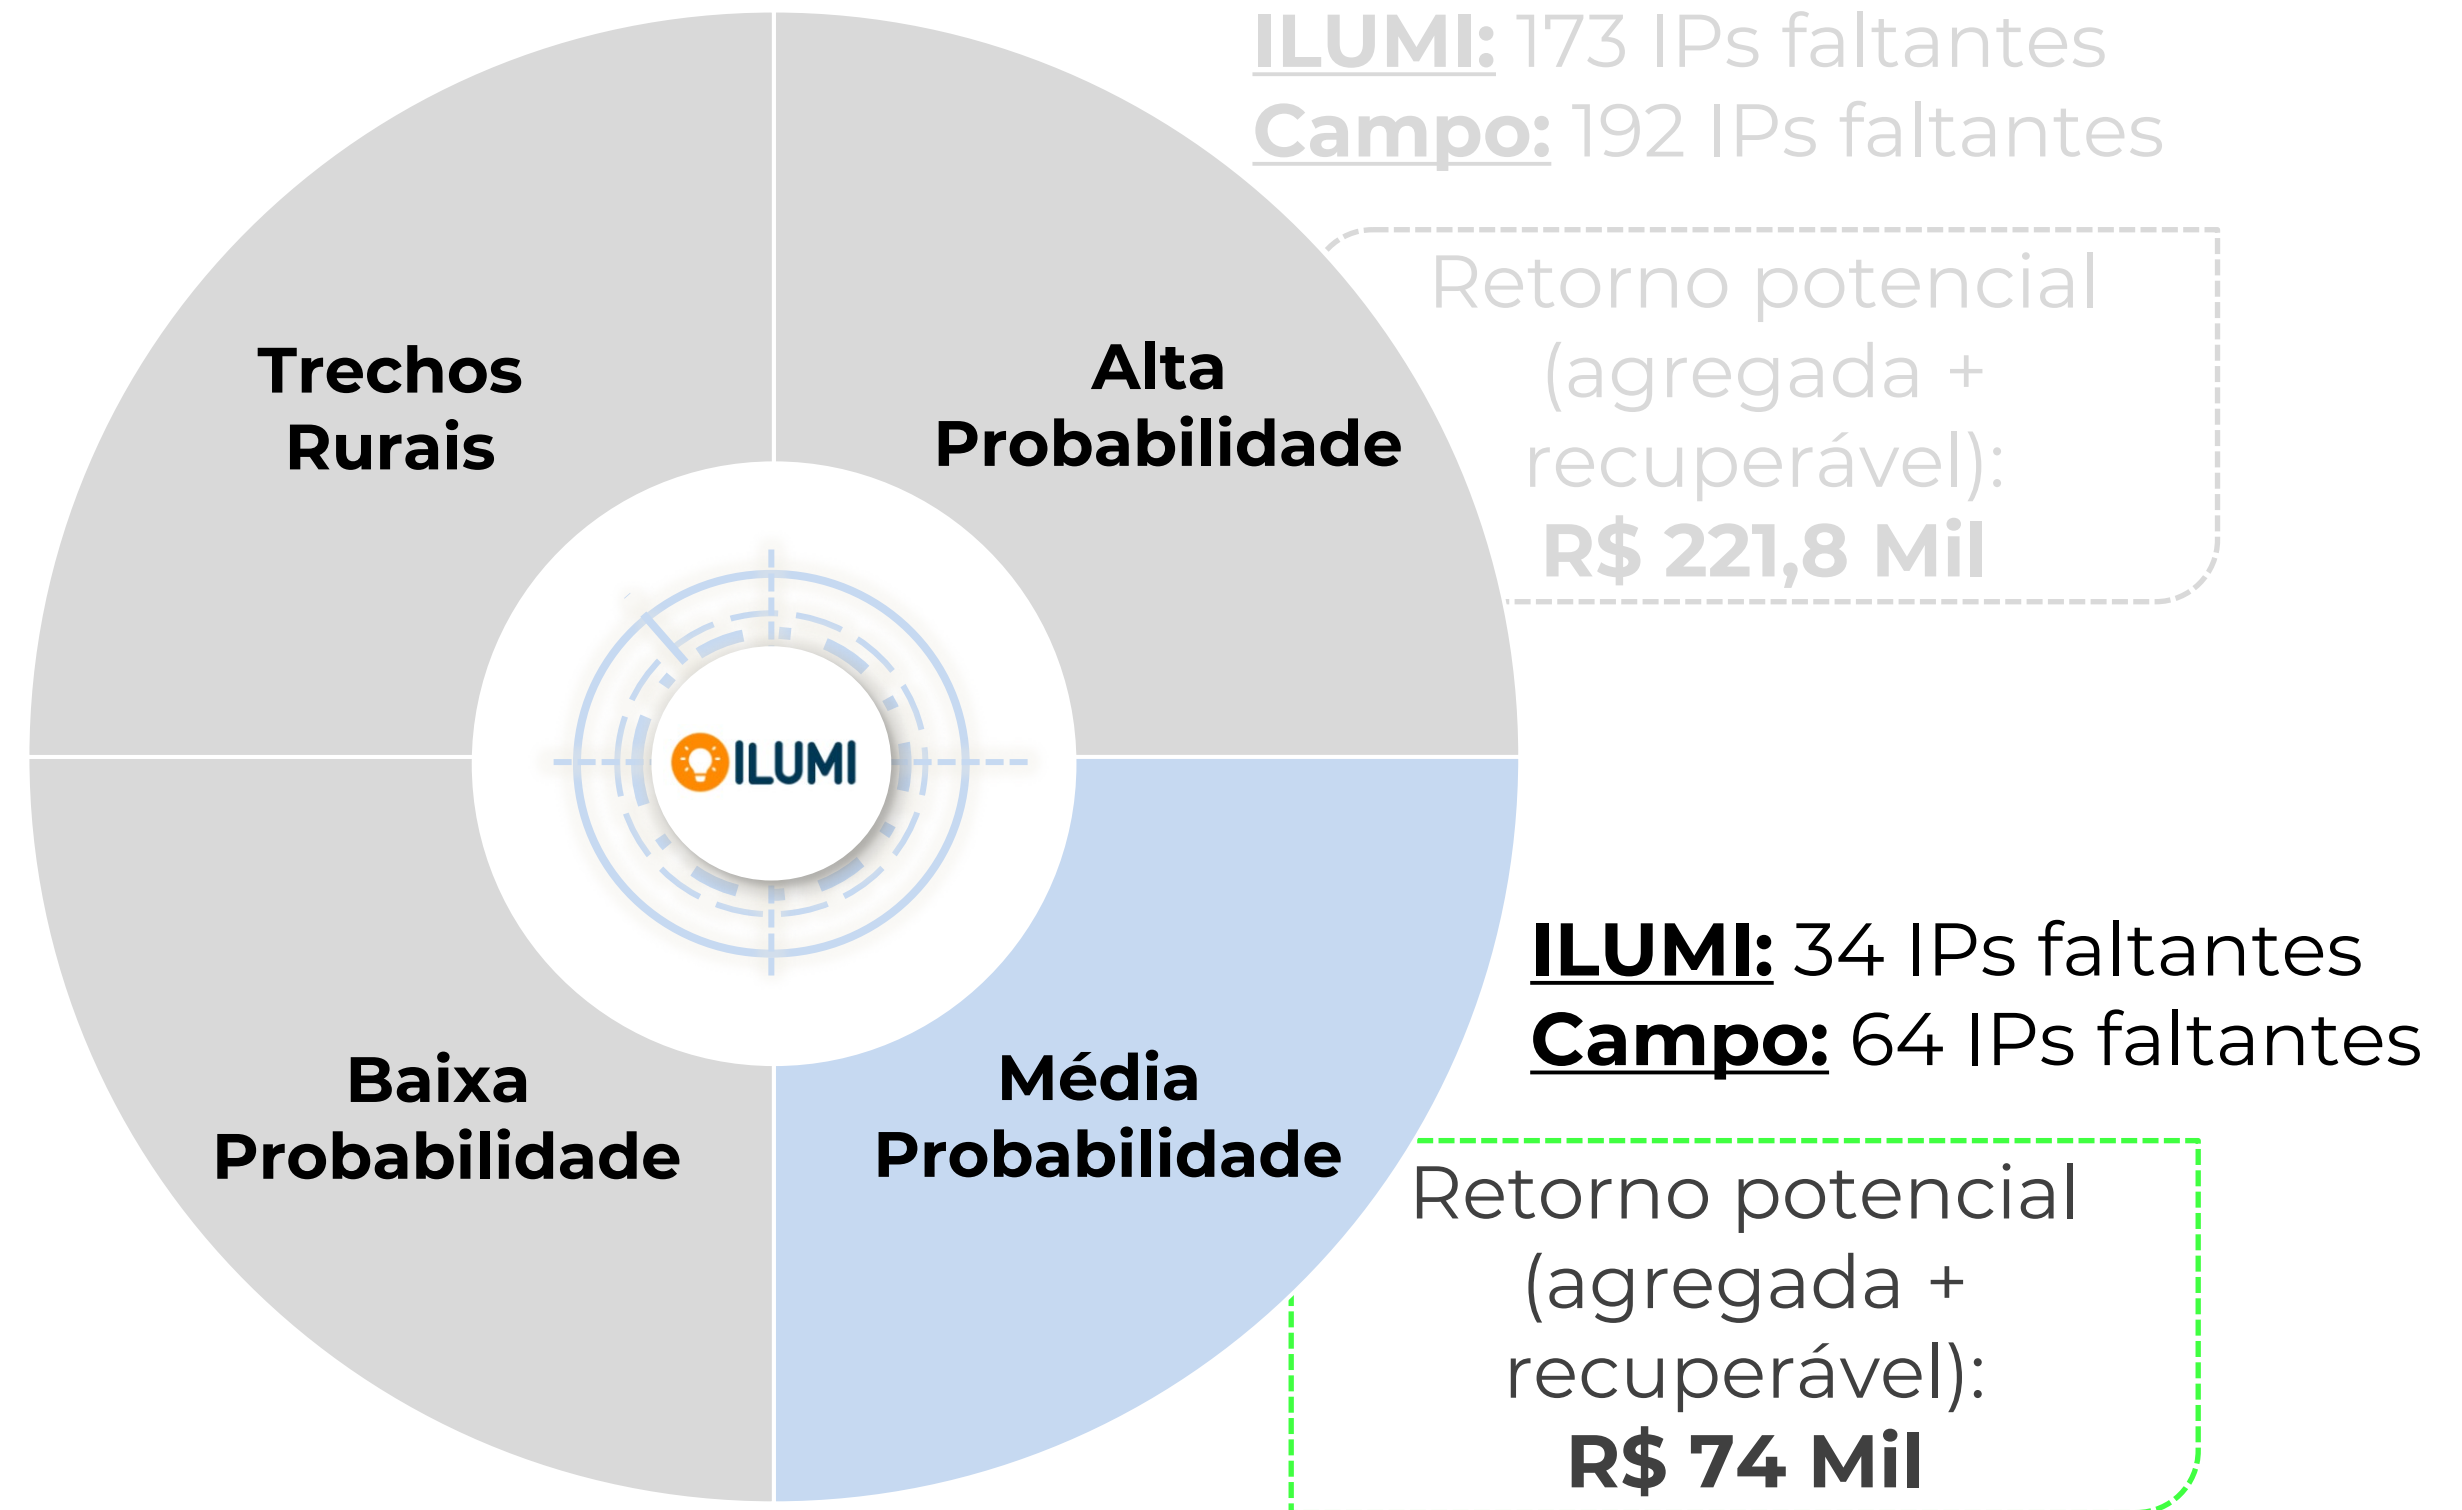 ILUMI: 173 IPs faltantes
Campo: 192 IPs faltantes
Retorno potencial
(agregada +
recuperável):
R$ 221,8 Mil
Trechos
Rurais
Alta
Probabilidade
ILUMI
Baixa
Probabilidade
Média
Probabilidade
ILUMI: 34 IPs faltantes
Campo: 64 IPs faltantes
Retorno potencial
(agregada +
recuperável):
R$ 74 Mil